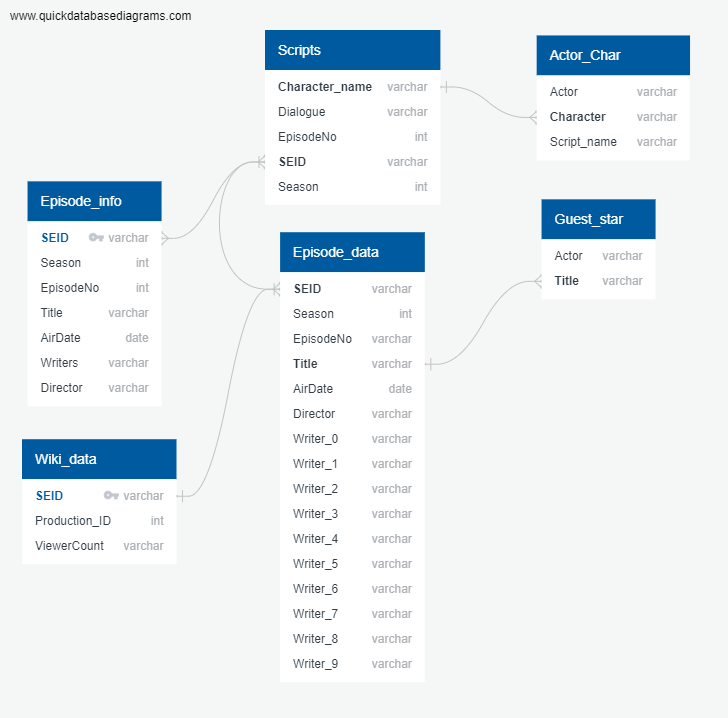 www.quickdatabasediagrams.com
Scripts
Character_name varchar
Dialogue varchar
EpisodeNo int
SEID varchar
Season int
Actor_Char
Actor varchar
Character varchar
Script_name varchar
Episode_info
SEID varchar
Season int
EpisodeNo int
Title varchar
AirDate date
Writers varchar
Director varchar
Guest_star
Actor varchar
Title varchar
Episode_data
SEID varchar
Season int
EpisodeNo varchar
Title varchar
AirDate date
Director varchar
Writer_0 varchar
Writer_1 varchar
Writer_2 varchar
Writer_3 varchar
Writer_4 varchar
Writer_5 varchar
Writer_6 varchar
Writer_7 varchar
Writer_8 varchar
Writer_9 varchar
Wiki_data
SEID varchar
Production_ID int
ViewerCount varchar